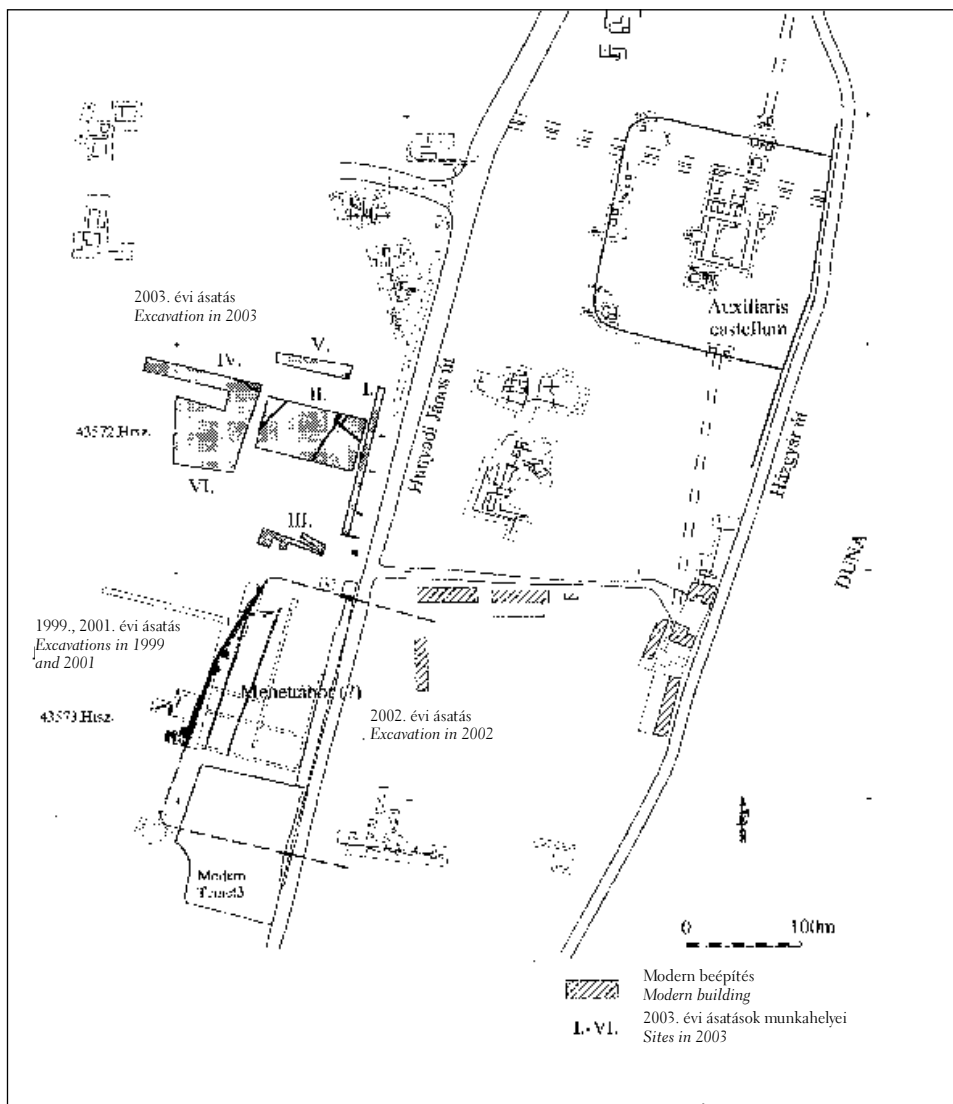 2003. évi ásatás
Excavation in 2003
Auxiliaris
castellum
V.
IV.
I.
II.
Hunyadi János út
Házgyár út
43572.Hrsz.
VI.
III.
DUNA
1999., 2001. évi ásatás
Excavations in 1999
and 2001
Menettábor (?)
43573.Hrsz.
2002. évi ásatás
Excavation in 2002
Modern
Temető
0 100m
Modern beépítés
Modern building
I.-VI. 2003. évi ásatások munkahelyei
Sites in 2003